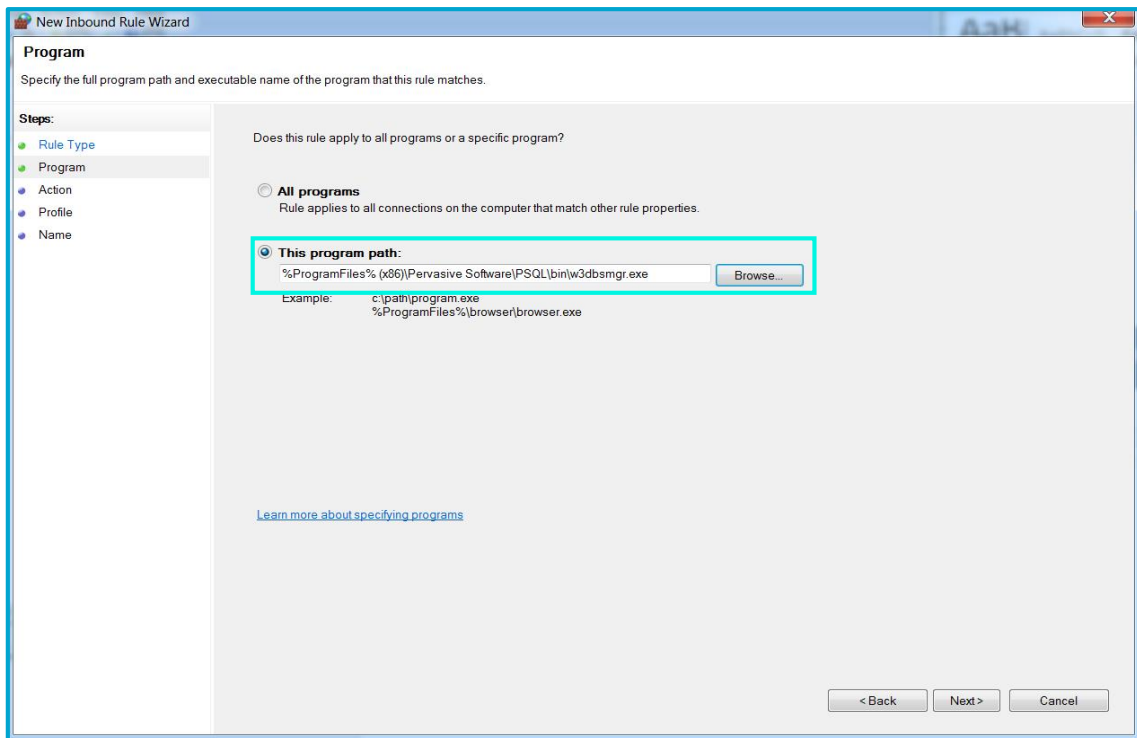 New Inbound Rule Wizard
Program
Specify the full program path and executable name of the program that this rule matches.
Steps:
Rule Type
Program
Action
Profile
Name
Does this rule apply to all programs or a specific program?
All programs
Rule applies to all connections on the computer that match other rule properties.
This program path:
%ProgramFiles% (x86)\Pervasive Software\PSQL\bin\w3dbsmgr.exe
Browse...
Example: c:\path\program.exe
%ProgramFiles%\browser\browser.exe
Learn more about specifying programs
< Back
Next >
Cancel